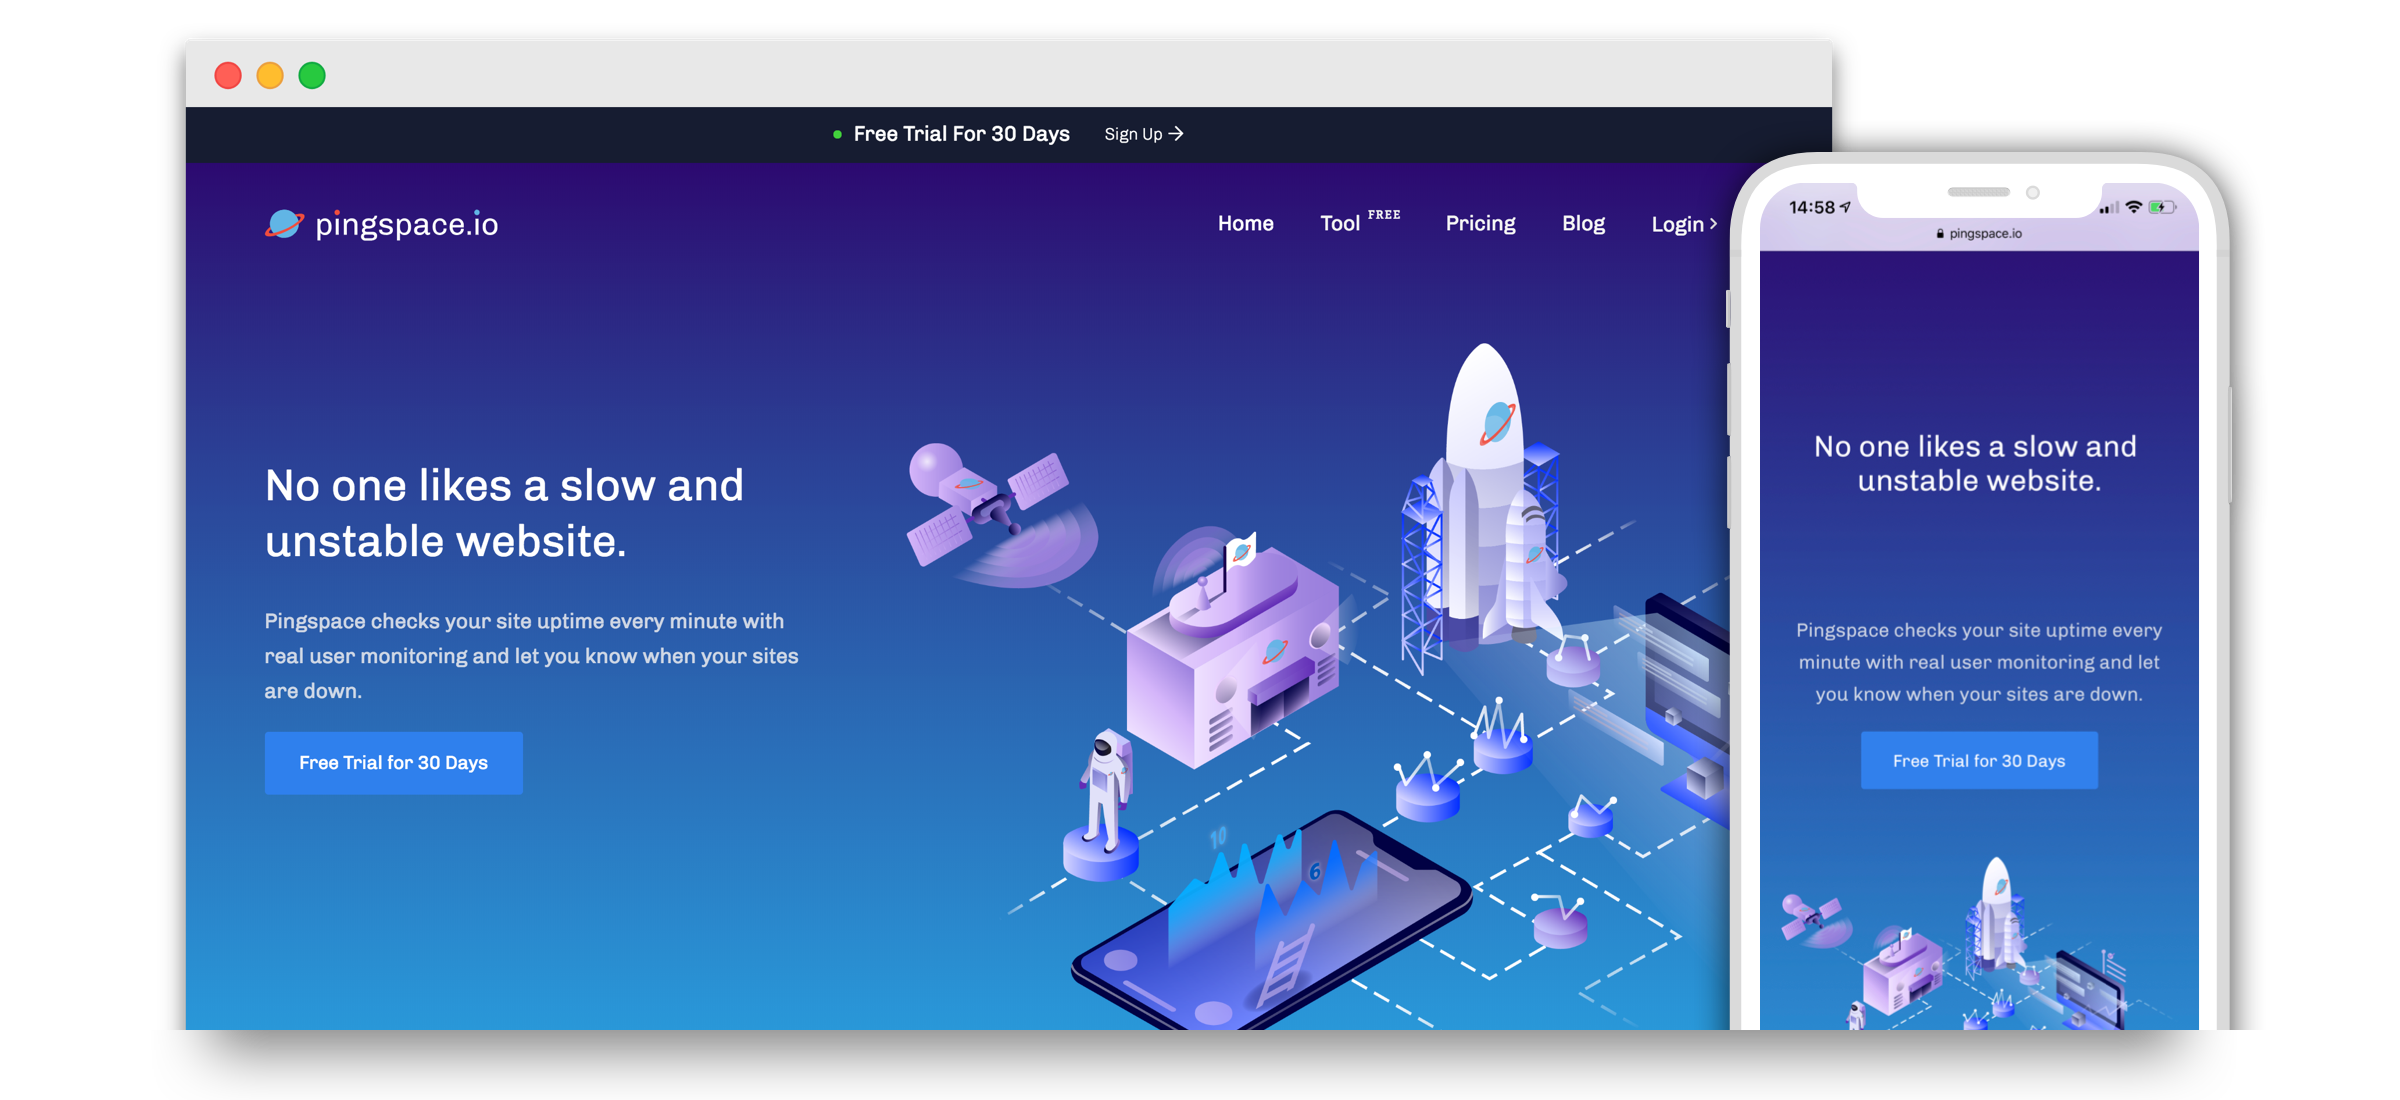 Free Trial For 30 Days Sign Up →
pingspace.io
Home Tool FREE Pricing Blog Login >
No one likes a slow and
unstable website.
Pingspace checks your site uptime every minute with
real user monitoring and let you know when your sites
are down.
Free Trial for 30 Days
10
6
14:58
pingspace.io
No one likes a slow and
unstable website.
Pingspace checks your site uptime every
minute with real user monitoring and let
you know when your sites are down.
Free Trial for 30 Days